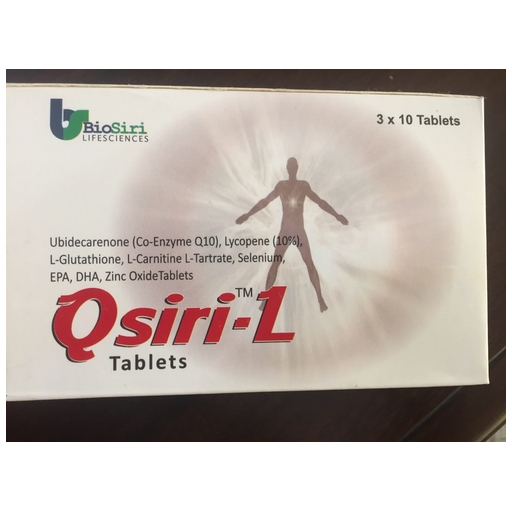 BioSiri
LIFESCIENCES
3 x 10 Tablets
Ubidecarenone (Co-Enzyme Q10), Lycopene (10%),
L-Glutathione, L-Carnitine L-Tartrate, Selenium,
EPA, DHA, Zinc OxideTablets
Qsiri-L™
Tablets